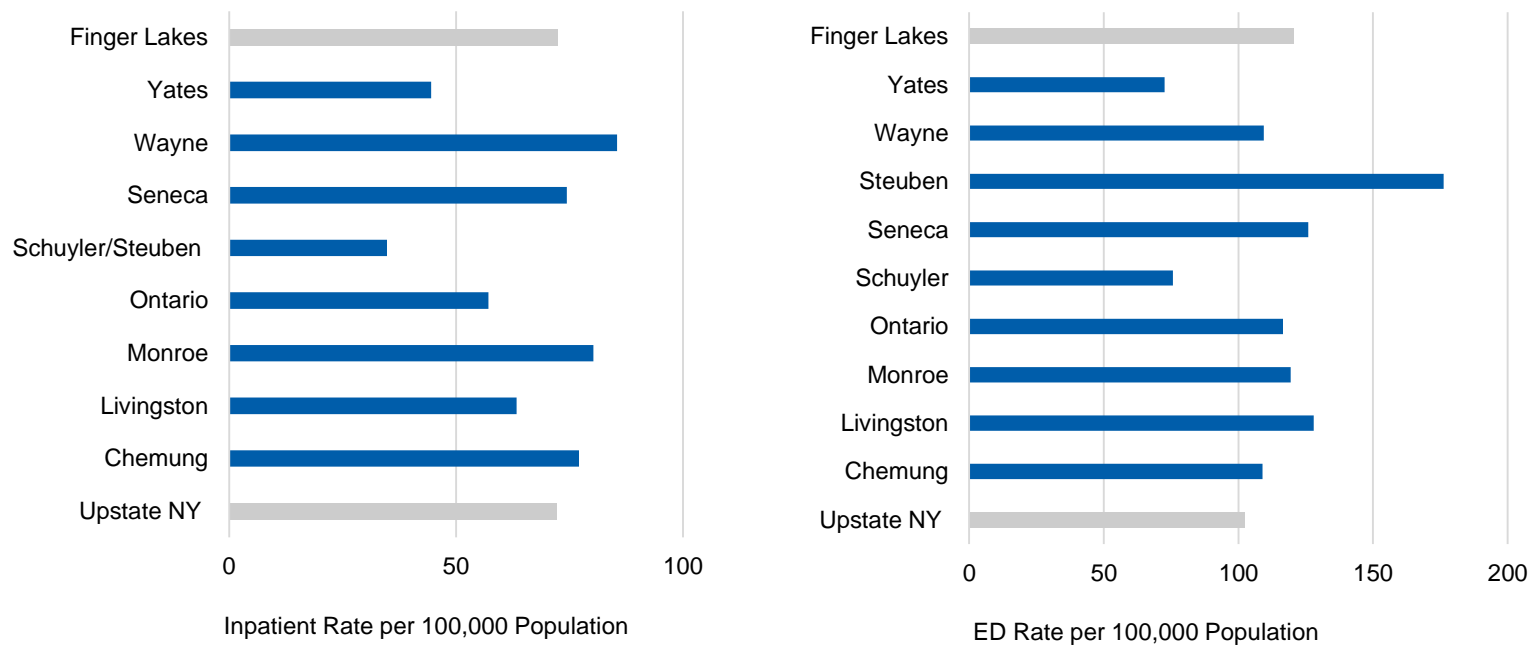 Finger Lakes
Yates
Wayne
Seneca
Schuyler/Steuben
Ontario
Monroe
Livingston
Chemung
Upstate NY
0 50 100
Inpatient Rate per 100,000 Population
Finger Lakes
Yates
Wayne
Steuben
Seneca
Schuyler
Ontario
Monroe
Livingston
Chemung
Upstate NY
0 50 100 150 200
ED Rate per 100,000 Population